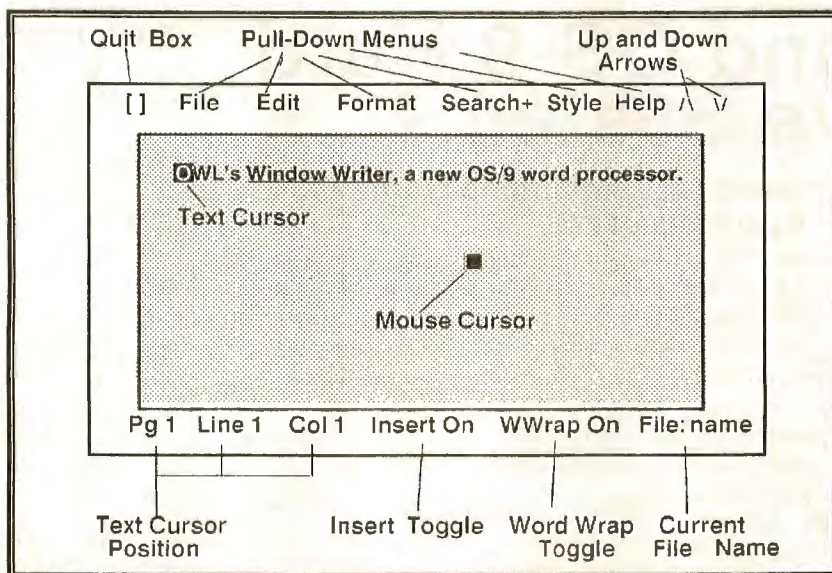 Quit Box Pull-Down Menus Up and Down
Arrows
[ ] File Edit Format Search+ Style Help /\ \/
OWL's Window Writer, a new OS/9 word processor.
Text Cursor
Mouse Cursor
Pg 1 Line 1 Col 1 Insert On WWrap On File: name
Text Cursor Insert Toggle Word Wrap Current
Position Toggle File Name